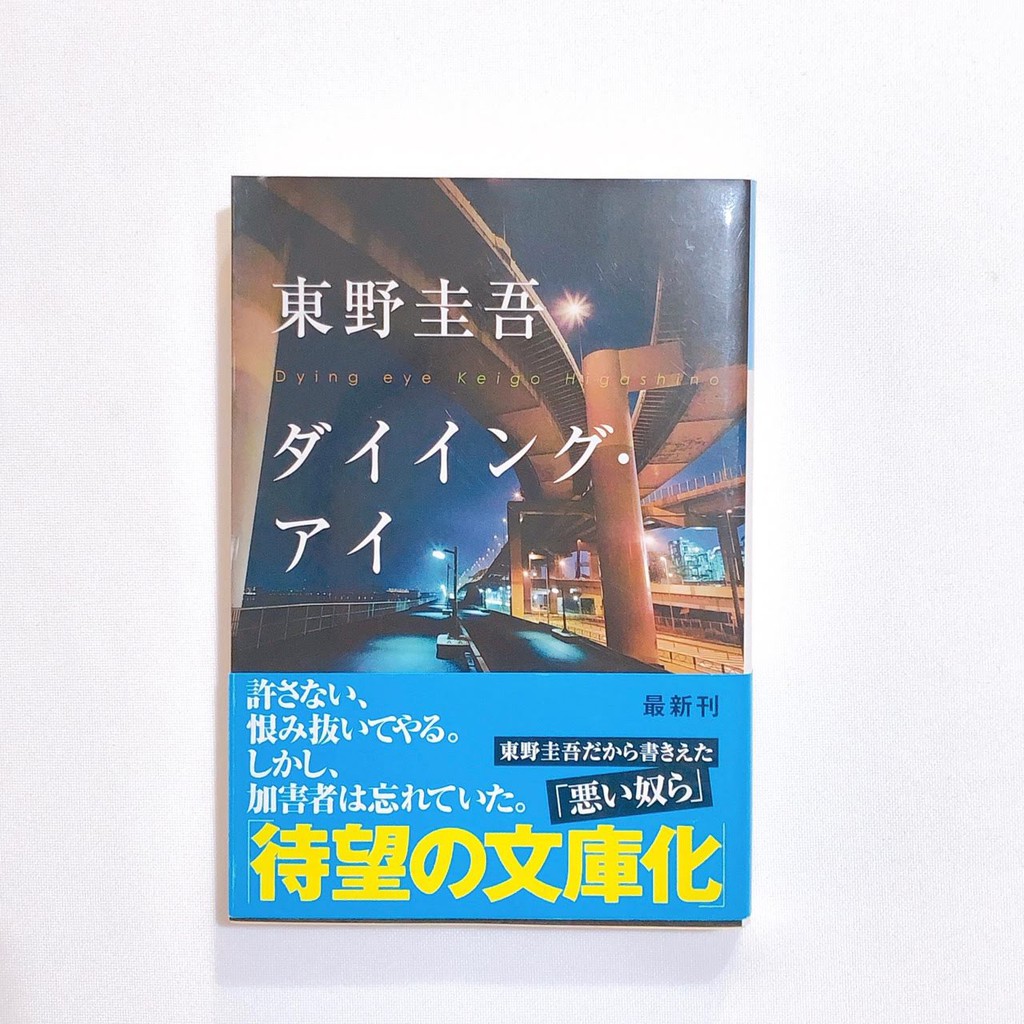 東野圭吾
Dying eye Keigo Higashino
ダイイング・
アイ
許さない、
恨み抜いてやる。
しかし、
加害者は忘れていた。
最新刊
東野圭吾だから書きえた
「悪い奴ら」
「待望の文庫化」